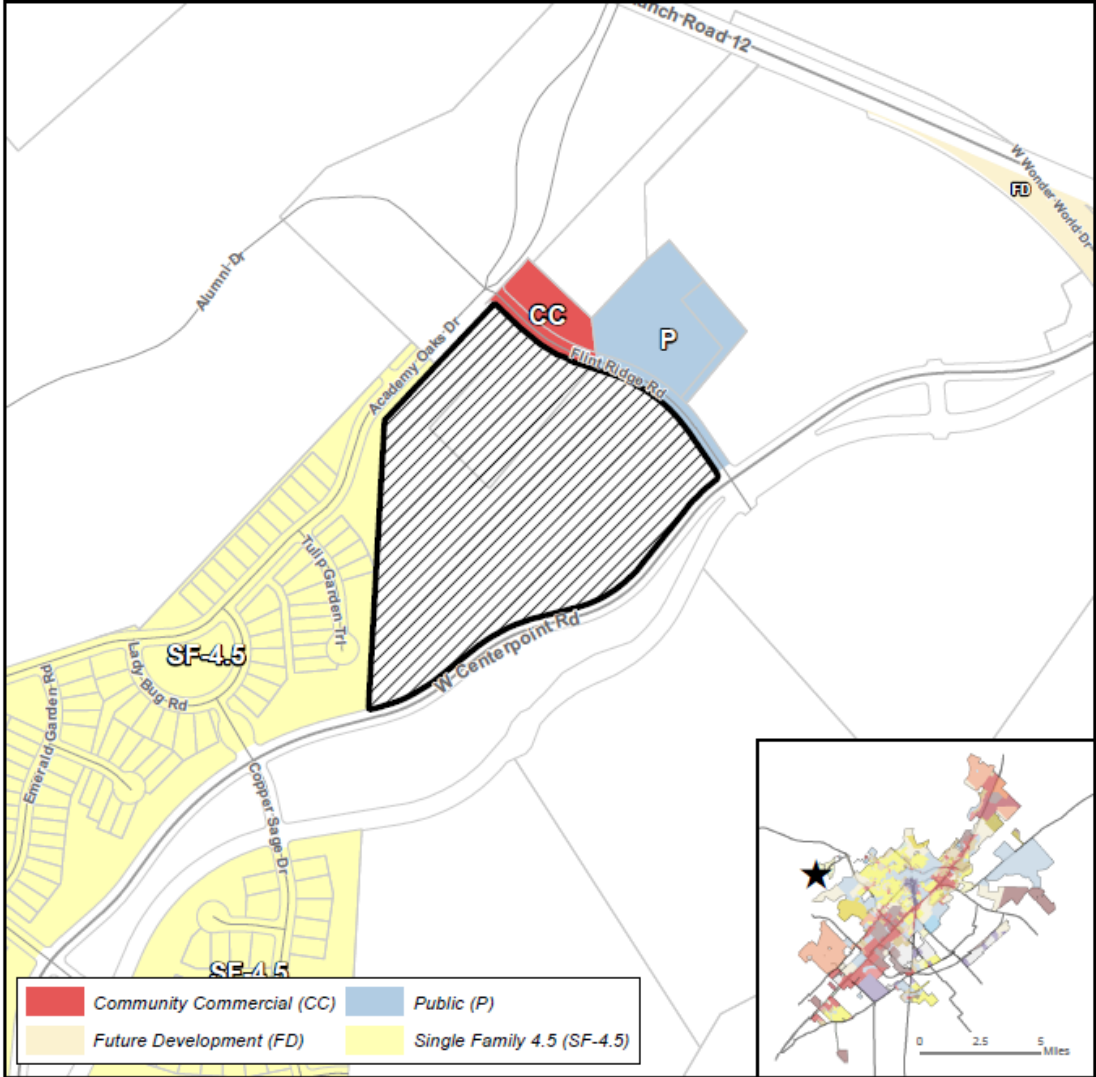 Ranch Road 12
W Wonder World Dr
FD
Alumni Dr
CC
P
Academy Oaks Dr
Flint Ridge Rd
Tulip Garden Trl
W Centerpoint Rd
SF-4.5
Lady Bug Rd
Emerald Garden Rd
Copper Sage Dr
SF-4.5
Community Commercial (CC)
Public (P)
Future Development (FD)
Single Family 4.5 (SF-4.5)
0 2.5 5
Miles